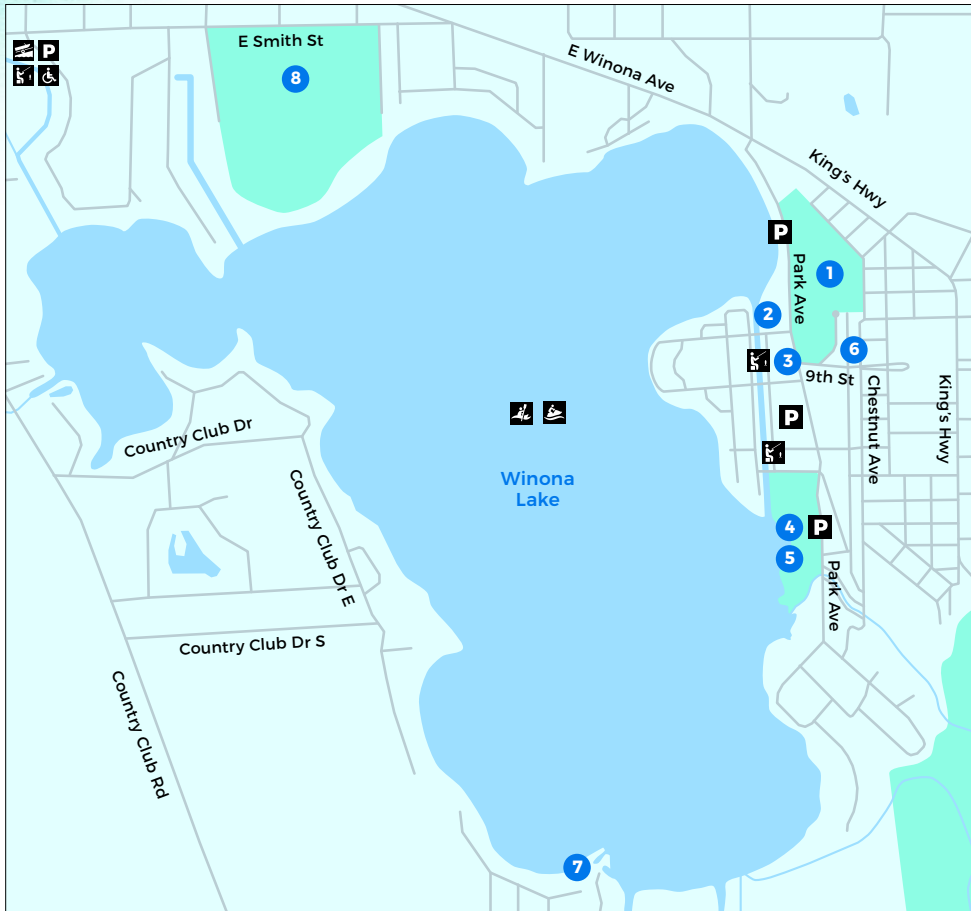 E Smith St
8
E Winona Ave
P
King's Hwy
P
1
Park Ave
2
6
3
9th St
Chestnut Ave
King's Hwy
P
Country Club Dr
Winona
Lake
Country Club Dr E
4
P
5
Park Ave
Country Club Dr S
Country Club Rd
7